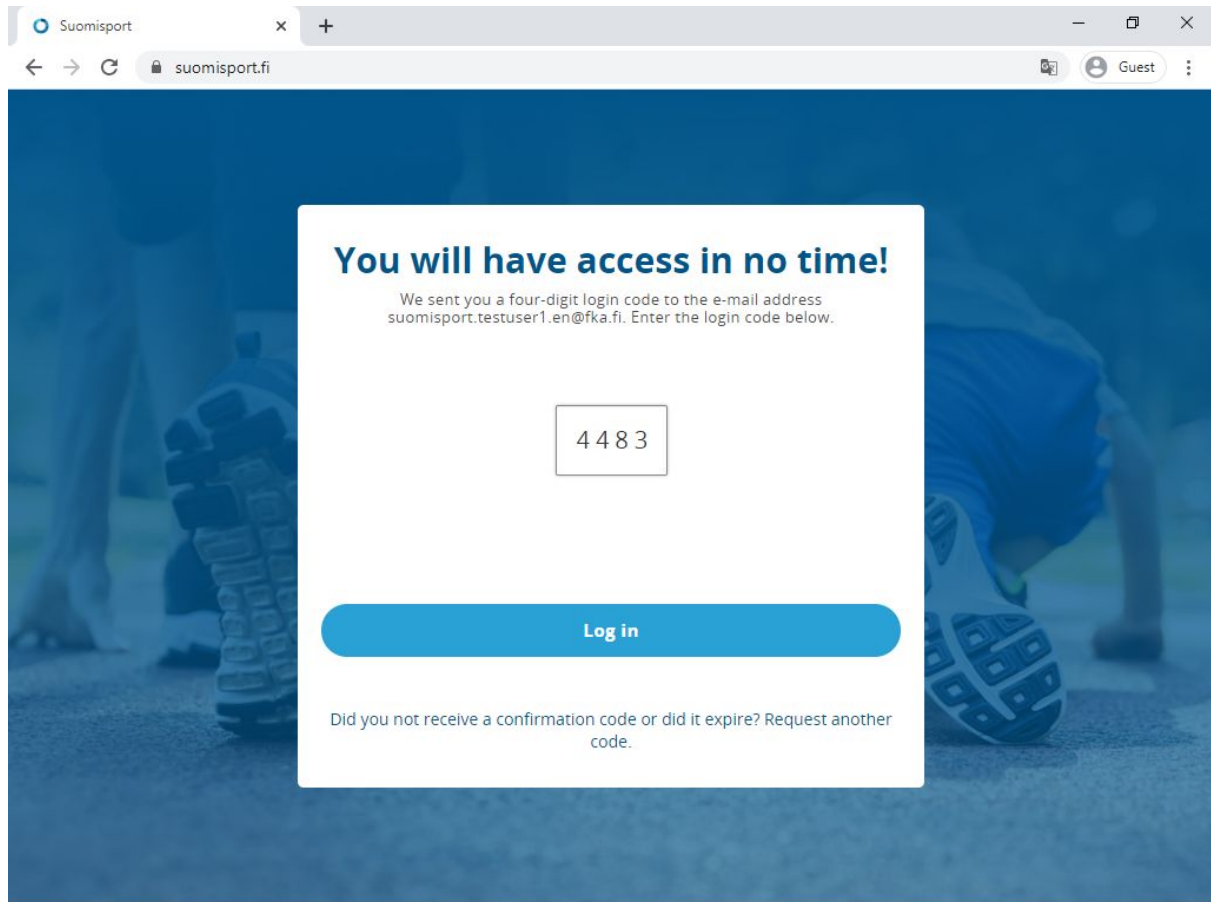 Suomisport
suomisport.fi
Guest
You will have access in no time!
We sent you a four-digit login code to the e-mail address
suomisport.testuser1.en@fka.fi. Enter the login code below.
4483
Log in
Did you not receive a confirmation code or did it expire? Request another
code.